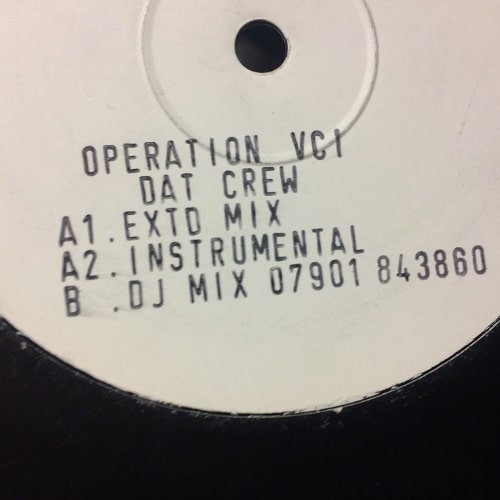 OPERATION VCI
DAT CREW
A1.EXTD MIX
A2.INSTRUMENTAL
B .DJ MIX 07901 843860